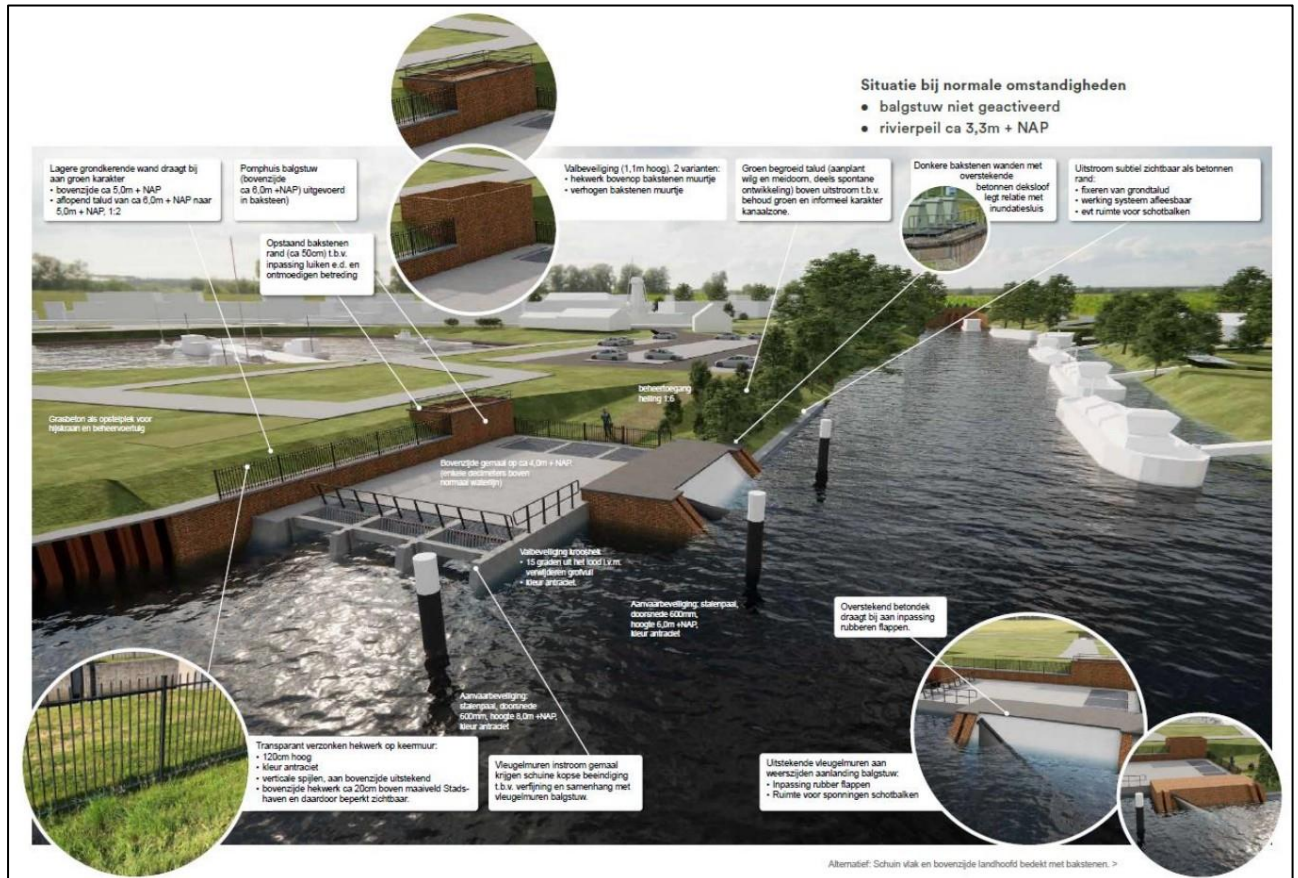 Situatie bij normale omstandigheden
• balgstuw niet geactiveerd
• rivierpeil ca 3,3m + NAP
Lagere grondkerende wand draagt bij
aan groen karakter
• bovenzijde ca 5,0m + NAP
• aflopend talud van ca 6,0m + NAP naar
5,0m + NAP, 1:2
Pomphuis balgstuw
(bovenzijde
ca 6,0m +NAP) uitgevoerd
in baksteen)
Opstaand bakstenen
rand (ca 50cm) t.b.v.
inpassing luiken e.d. en
ontmoedigen betreding
Valbeveiliging (1,1m hoog). 2 varianten:
• hekwerk bovenop bakstenen muurtje
• verhogen bakstenen muurtje
Groen begroeid talud (aanplant
wilg en meidoorn, deels spontane
ontwikkeling) boven uitstroom t.b.v.
behoud groen en informeel karakter
kanaalzone.
Donkere bakstenen wanden met
overstekende
betonnen deksloof
legt relatie met
inundatiesluis
Uitstroom subtiel zichtbaar als betonnen
rand:
• fixeren van grondtalud
• werking systeem afleesbaar
• evt ruimte voor schotbalken
beheertoegang
helling 1:6
Grasbeton als opstelplek voor
hijskraan en beheervoertuig
Bovenzijde gemaal op ca 4,0m + NAP.
(enkele decimeters boven
normaal waterlijn)
Valbeveiliging krooshek
• 15 graden uit het lood i.v.m.
verwijderen grofvuil
• kleur antraciet.
Aanvaarbeveiliging: stalenpaal,
doorsnede 600mm,
hoogte 6,0m +NAP,
kleur antraciet
Overstekend betondek
draagt bij aan inpassing
rubberen flappen.
Aanvaarbeveiliging:
stalenpaal, doorsnede
600mm, hoogte 6,0m +NAP,
kleur antraciet
Transparant verzonken hekwerk op keermuur:
• 120cm hoog
• kleur antraciet
• verticale spijlen, aan bovenzijde uitstekend
• bovenzijde hekwerk ca 20cm boven maaiveld Stads-
haven en daardoor beperkt zichtbaar.
Vleugelmuren instroom gemaal
krijgen schuine kopse beeindiging
t.b.v. verfijning en samenhang met
vleugelmuren balgstuw.
Uitstekende vleugelmuren aan
weerszijden aanlanding balgstuw:
• Inpassing rubber flappen
• Ruimte voor sponningen schotbalken
Alternatief: Schuin vlak en bovenzijde landhoofd bedekt met bakstenen. >